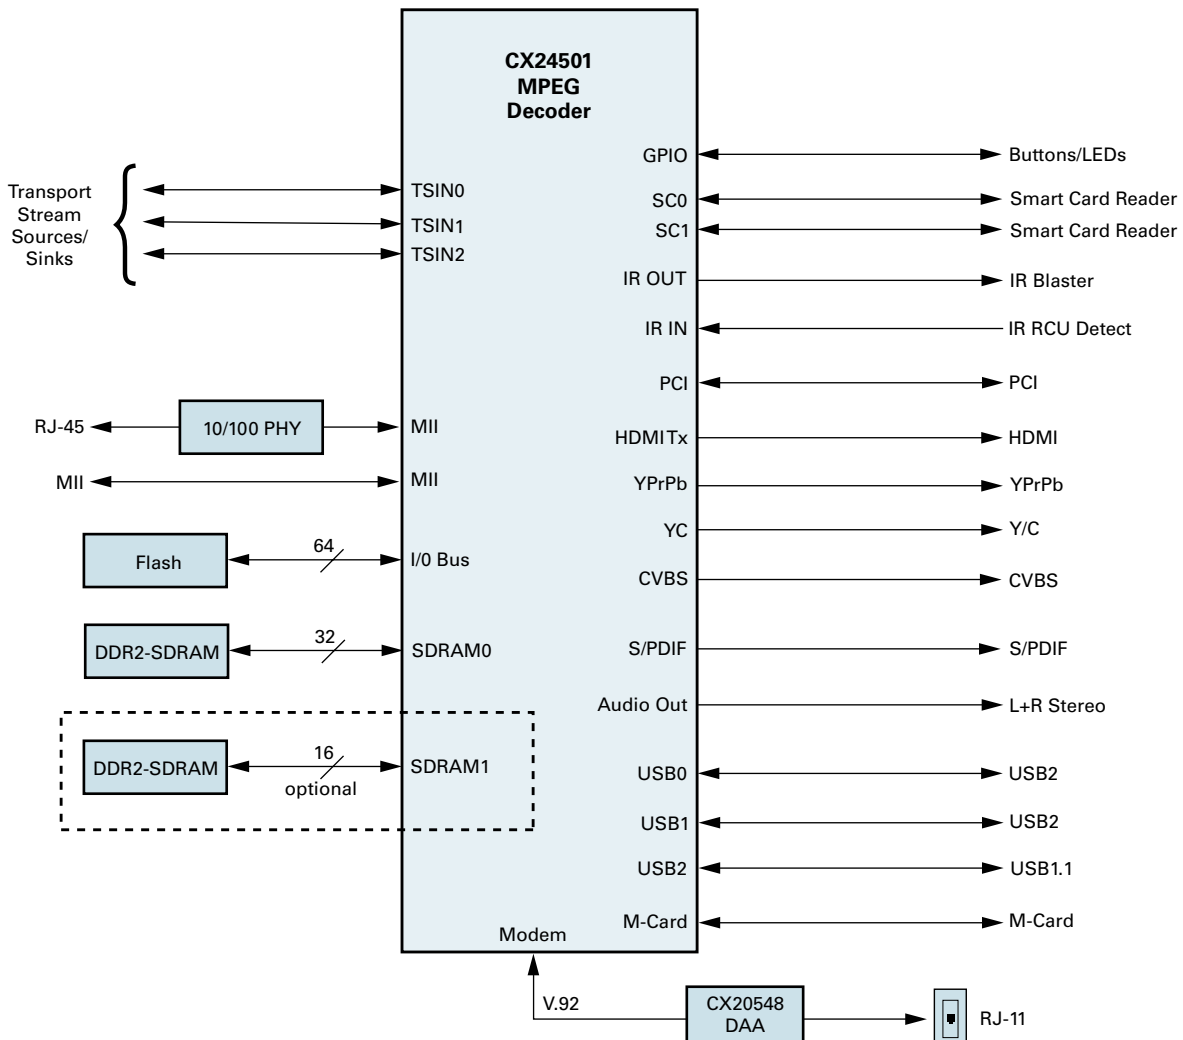 CX24501
MPEG
Decoder
Transport
Stream
Sources/
Sinks
TSIN0
TSIN1
TSIN2
RJ-45
10/100 PHY
MII
MII
MII
Flash
64
I/0 Bus
DDR2-SDRAM
32
SDRAM0
DDR2-SDRAM
16
optional
SDRAM1
GPIO
Buttons/LEDs
SC0
Smart Card Reader
SC1
Smart Card Reader
IR OUT
IR Blaster
IR IN
IR RCU Detect
PCI
PCI
HDMI Tx
HDMI
YPrPb
YPrPb
YC
Y/C
CVBS
CVBS
S/PDIF
S/PDIF
Audio Out
L+R Stereo
USB0
USB2
USB1
USB2
USB2
USB1.1
M-Card
M-Card
Modem
V.92
CX20548
DAA
RJ-11